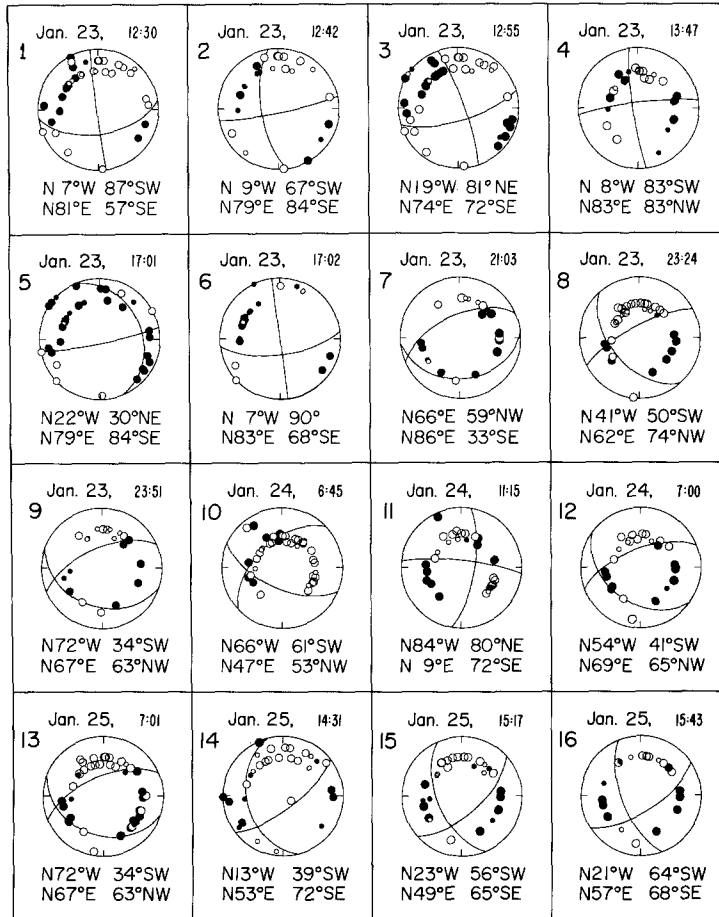 1 Jan. 23, 12:30
N 7°W 87°SW
N81°E 57°SE
2 Jan. 23, 12:42
N 9°W 67°SW
N79°E 84°SE
3 Jan. 23, 12:55
N19°W 81°NE
N74°E 72°SE
4 Jan. 23, 13:47
N 8°W 83°SW
N83°E 83°NW
5 Jan. 23, 17:01
N22°W 30°NE
N79°E 84°SE
6 Jan. 23, 17:02
N 7°W 90°
N83°E 68°SE
7 Jan. 23, 21:03
N66°E 59°NW
N86°E 33°SE
8 Jan. 23, 23:24
N41°W 50°SW
N62°E 74°NW
9 Jan. 23, 23:51
N72°W 34°SW
N67°E 63°NW
10 Jan. 24, 6:45
N66°W 61°SW
N47°E 53°NW
11 Jan. 24, 11:15
N84°W 80°NE
N 9°E 72°SE
12 Jan. 24, 7:00
N54°W 41°SW
N69°E 65°NW
13 Jan. 25, 7:01
N72°W 34°SW
N67°E 63°NW
14 Jan. 25, 14:31
N13°W 39°SW
N53°E 72°SE
15 Jan. 25, 15:17
N23°W 56°SW
N49°E 65°SE
16 Jan. 25, 15:43
N21°W 64°SW
N57°E 68°SE